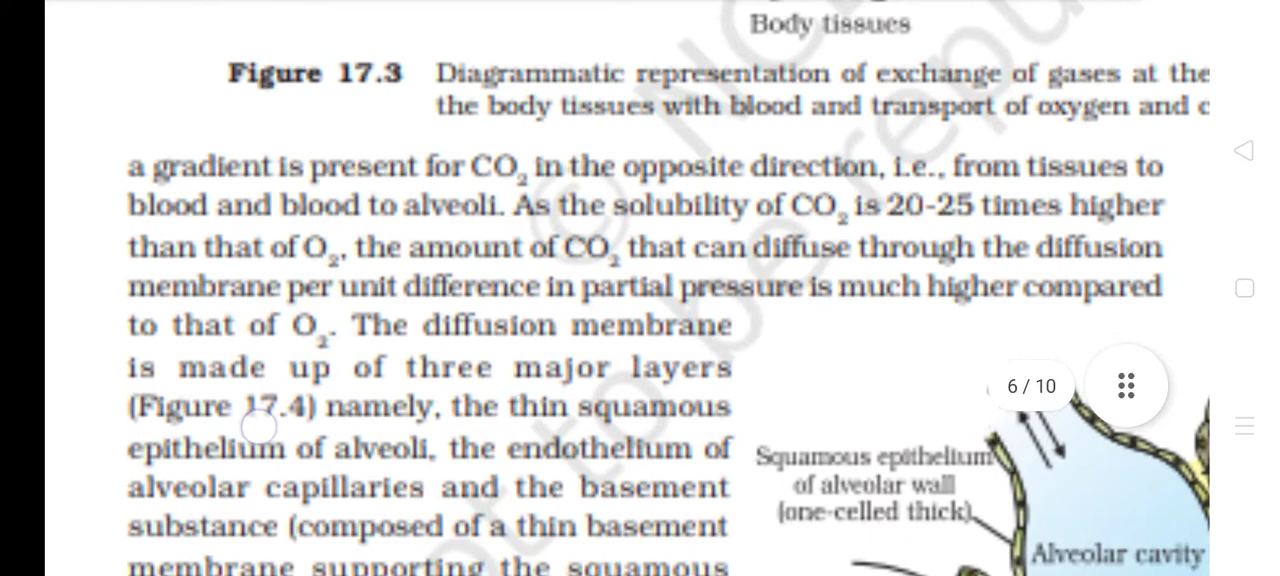 Body tissues
Figure 17.3 Diagrammatic representation of exchange of gases at the
the body tissues with blood and transport of oxygen and c
a gradient is present for CO₂ in the opposite direction, i.e., from tissues to
blood and blood to alveoli. As the solubility of CO₂ is 20-25 times higher
than that of O₂, the amount of CO₂ that can diffuse through the diffusion
membrane per unit difference in partial pressure is much higher compared
to that of O₂. The diffusion membrane
is made up of three major layers
(Figure 17.4) namely, the thin squamous
epithelium of alveoli, the endothelium of
alveolar capillaries and the basement
substance (composed of a thin basement
membrane supporting the squamous
6 / 10
Squamous epithelium
of alveolar wall
(one-celled thick)
Alveolar cavity
© NC
be repu